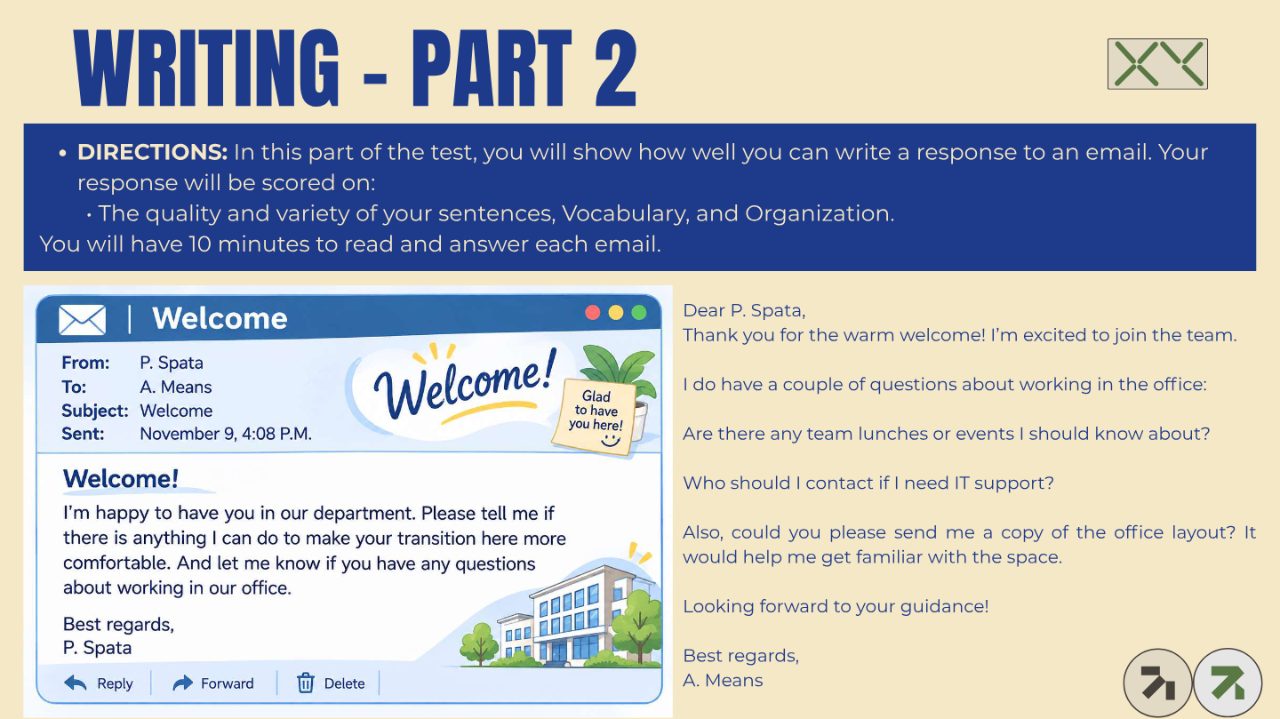 WRITING - PART 2
• DIRECTIONS: In this part of the test, you will show how well you can write a response to an email. Your
response will be scored on:
• The quality and variety of your sentences, Vocabulary, and Organization.
You will have 10 minutes to read and answer each email.
Welcome
From: P. Spata
To: A. Means
Subject: Welcome
Sent: November 9, 4:08 P.M.
Welcome!
Glad
to have
you here!
Welcome!
I'm happy to have you in our department. Please tell me if
there is anything I can do to make your transition here more
comfortable. And let me know if you have any questions
about working in our office.
Best regards,
P. Spata
Reply
Forward
Delete
Dear P. Spata,
Thank you for the warm welcome! I'm excited to join the team.
I do have a couple of questions about working in the office:
Are there any team lunches or events I should know about?
Who should I contact if I need IT support?
Also, could you please send me a copy of the office layout? It
would help me get familiar with the space.
Looking forward to your guidance!
Best regards,
A. Means